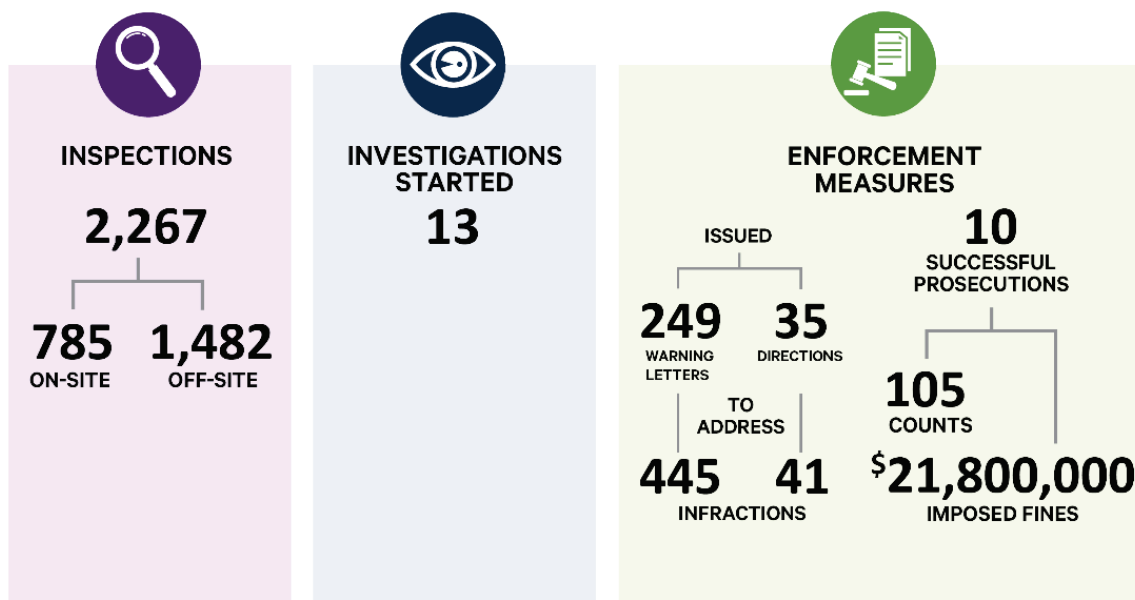 INSPECTIONS
2,267
785
ON-SITE
1,482
OFF-SITE
INVESTIGATIONS
STARTED
13
ENFORCEMENT
MEASURES
ISSUED
249
WARNING
LETTERS
35
DIRECTIONS
TO
ADDRESS
445
41
INFRACTIONS
10
SUCCESSFUL
PROSECUTIONS
105
COUNTS
$21,800,000
IMPOSED FINES